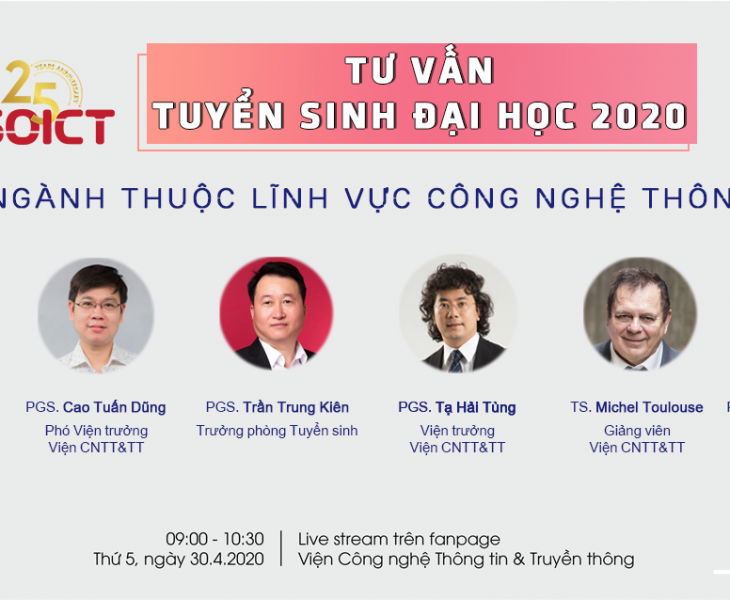 25
YEARS ANNIVERSARY
SOICT
TƯ VẤN
TUYỂN SINH ĐẠI HỌC 2020
NGÀNH THUỘC LĨNH VỰC CÔNG NGHỆ THÔN
PGS. Cao Tuấn Dũng
Phó Viện trưởng
Viện CNTT&TT
PGS. Trần Trung Kiên
Trưởng phòng Tuyển sinh
PGS. Tạ Hải Tùng
Viện trưởng
Viện CNTT&TT
TS. Michel Toulouse
Giảng viên
Viện CNTT&TT
09:00 - 10:30
Thứ 5, ngày 30.4.2020
Live stream trên fanpage
Viện Công nghệ Thông tin & Truyền thông